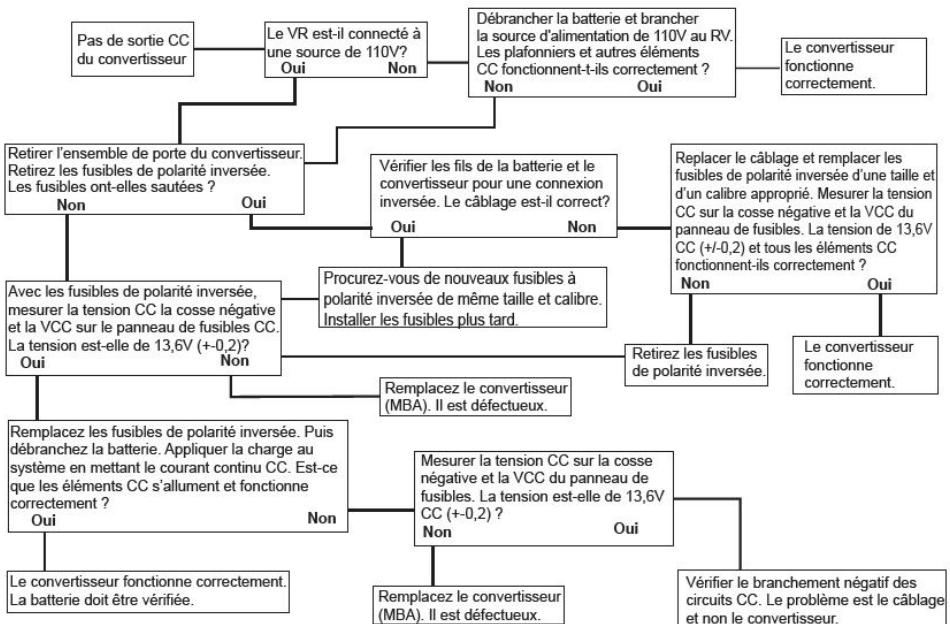 Pas de sortie CC
du convertisseur
Le VR est-il connecté à
une source de 110V?
Oui Non
Débrancher la batterie et brancher
la source d'alimentation de 110V au RV.
Les plafonniers et autres éléments
CC fonctionnent-t-ils correctement ?
Non Oui
Le convertisseur
fonctionne
correctement.
Retirer l'ensemble de porte du convertisseur.
Retirez les fusibles de polarité inversée.
Les fusibles ont-elles sautées ?
Non Oui
Vérifier les fils de la batterie et le
convertisseur pour une connexion
inversée. Le câblage est-il correct?
Oui Non
Replacer le câblage et remplacer les
fusibles de polarité inversée d'une taille et
d'un calibre approprié. Mesurer la tension
CC sur la cosse négative et la VCC du
panneau de fusibles. La tension de 13,6V
CC (+/-0,2) et tous les éléments CC
fonctionnent-ils correctement ?
Non Oui
Procurez-vous de nouveaux fusibles à
polarité inversée de même taille et calibre.
Installer les fusibles plus tard.
Avec les fusibles de polarité inversée,
mesurer la tension CC la cosse négative
et la VCC sur le panneau de fusibles CC.
La tension est-elle de 13,6V (+-0,2)?
Oui Non
Retirez les fusibles
de polarité inversée.
Le convertisseur
fonctionne
correctement.
Remplacez le convertisseur
(MBA). Il est défectueux.
Remplacez les fusibles de polarité inversée. Puis
débranchez la batterie. Appliquer la charge au
système en mettant le courant continu CC. Est-ce
que les éléments CC s'allument et fonctionne
correctement ?
Oui Non
Mesurer la tension CC sur la cosse
négative et la VCC du panneau de
fusibles. La tension est-elle de 13,6V
CC (+-0,2) ?
Non Oui
Le convertisseur fonctionne correctement.
La batterie doit être vérifiée.
Remplacez le convertisseur
(MBA). Il est défectueux.
Vérifier le branchement négatif des
circuits CC. Le problème est le câblage
et non le convertisseur.